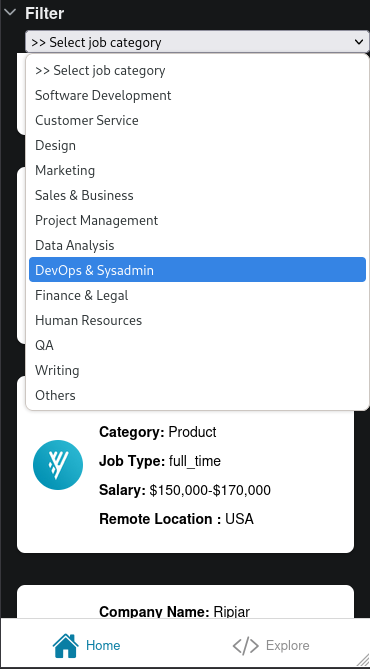 Filter
>> Select job category
>> Select job category
Software Development
Customer Service
Design
Marketing
Sales & Business
Project Management
Data Analysis
DevOps & Sysadmin
Finance & Legal
Human Resources
QA
Writing
Others
Category: Product
Job Type: full_time
Salary: $150,000-$170,000
Remote Location : USA
Company Name: Ripjar
Home
</> Explore